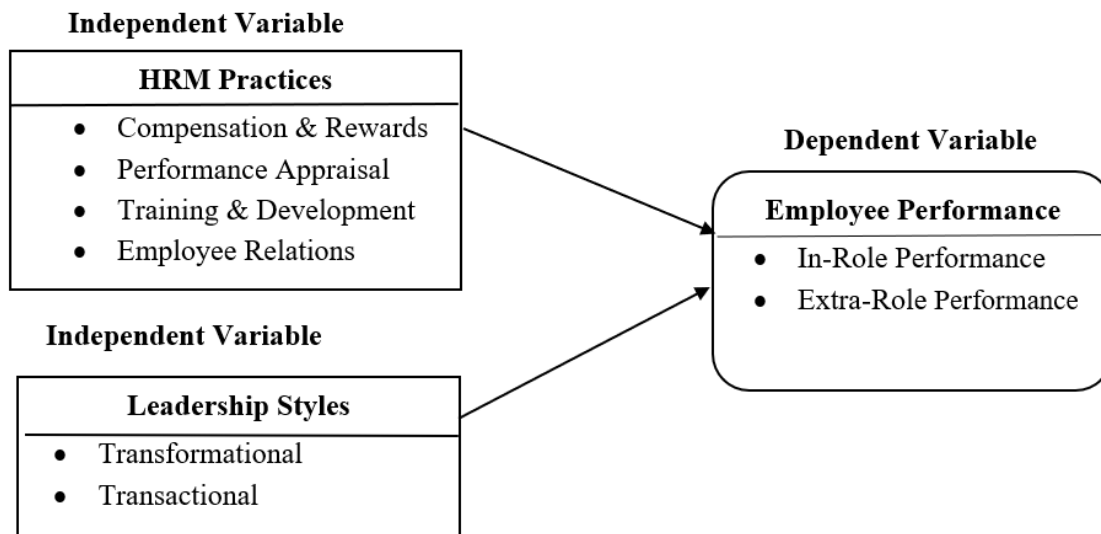 Independent Variable
HRM Practices
• Compensation & Rewards
• Performance Appraisal
• Training & Development
• Employee Relations
Independent Variable
Leadership Styles
• Transformational
• Transactional
Dependent Variable
Employee Performance
• In-Role Performance
• Extra-Role Performance